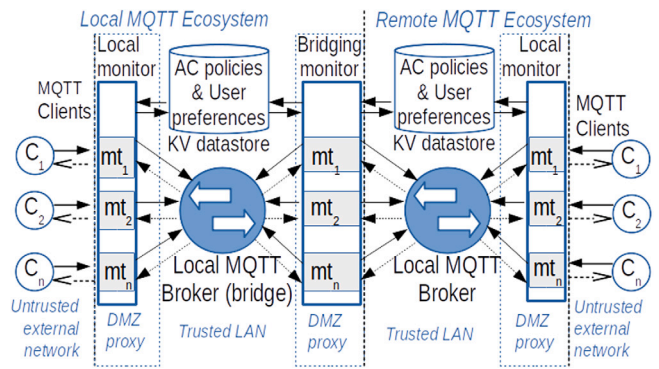 Local MQTT Ecosystem
Remote MQTT Ecosystem
Local
monitor
AC policies
& User
preferences
KV datastore
Bridging
monitor
AC policies
& User
preferences
KV datastore
Local
monitor
MQTT
Clients
MQTT
Clients
C1
mt1
mt1
mt1
C1
C2
mt2
mt2
mt2
C2
Cn
mtn
mtn
mtn
Cn
Local MQTT
Broker (bridge)
Local MQTT
Broker
Untrusted
external
network
DMZ
proxy
Trusted LAN
DMZ
proxy
Trusted LAN
DMZ
proxy
Untrusted
external
network